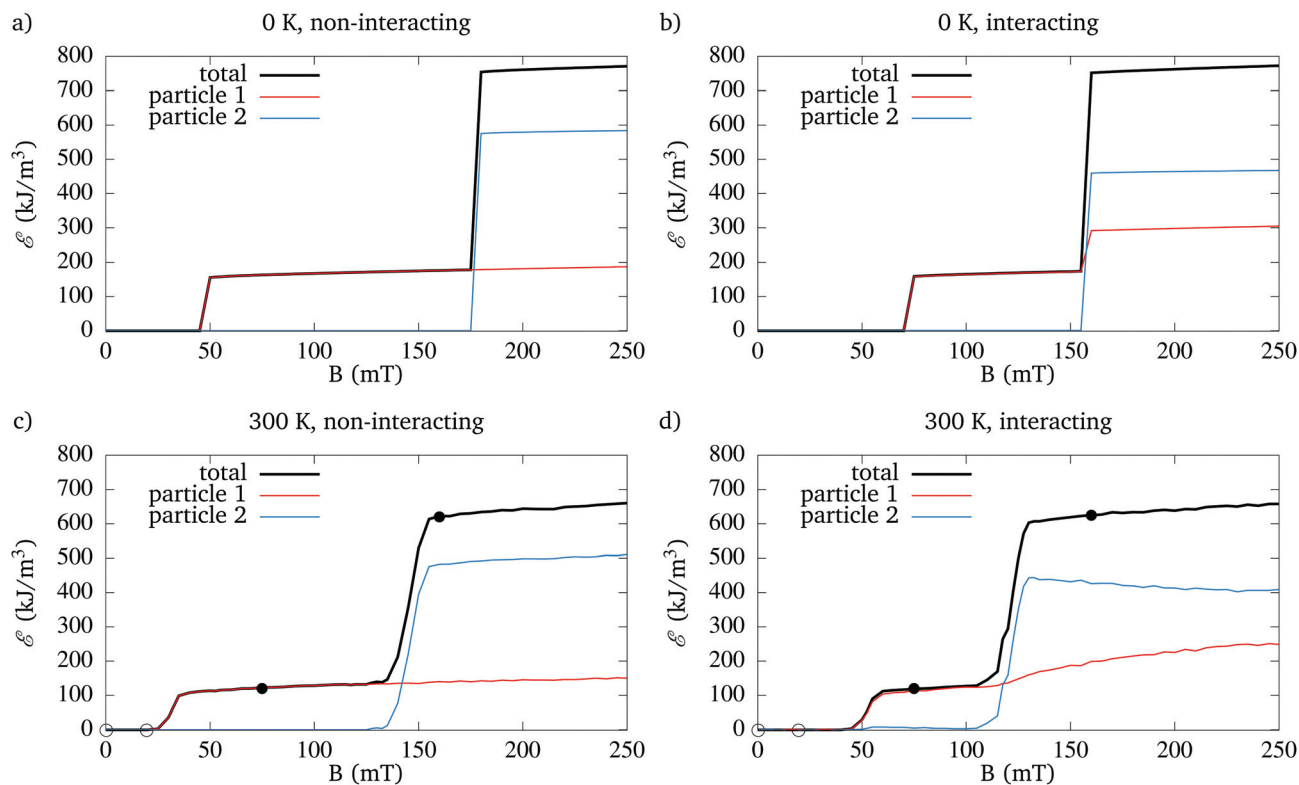 a) 0 K, non-interacting
800
700
600
500
400
300
200
100
0
ℰ (kJ/m³)
total
particle 1
particle 2
0 50 100 150 200 250
B (mT)
b) 0 K, interacting
800
700
600
500
400
300
200
100
0
ℰ (kJ/m³)
total
particle 1
particle 2
0 50 100 150 200 250
B (mT)
c) 300 K, non-interacting
800
700
600
500
400
300
200
100
0
ℰ (kJ/m³)
total
particle 1
particle 2
0 50 100 150 200 250
B (mT)
d) 300 K, interacting
800
700
600
500
400
300
200
100
0
ℰ (kJ/m³)
total
particle 1
particle 2
0 50 100 150 200 250
B (mT)